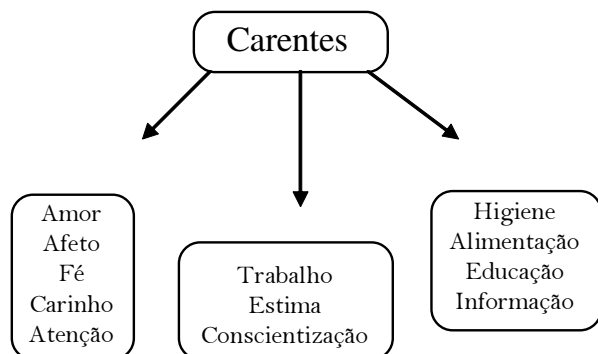 Carentes
Amor
Afeto
Fé
Carinho
Atenção
Trabalho
Estima
Conscientização
Higiene
Alimentação
Educação
Informação